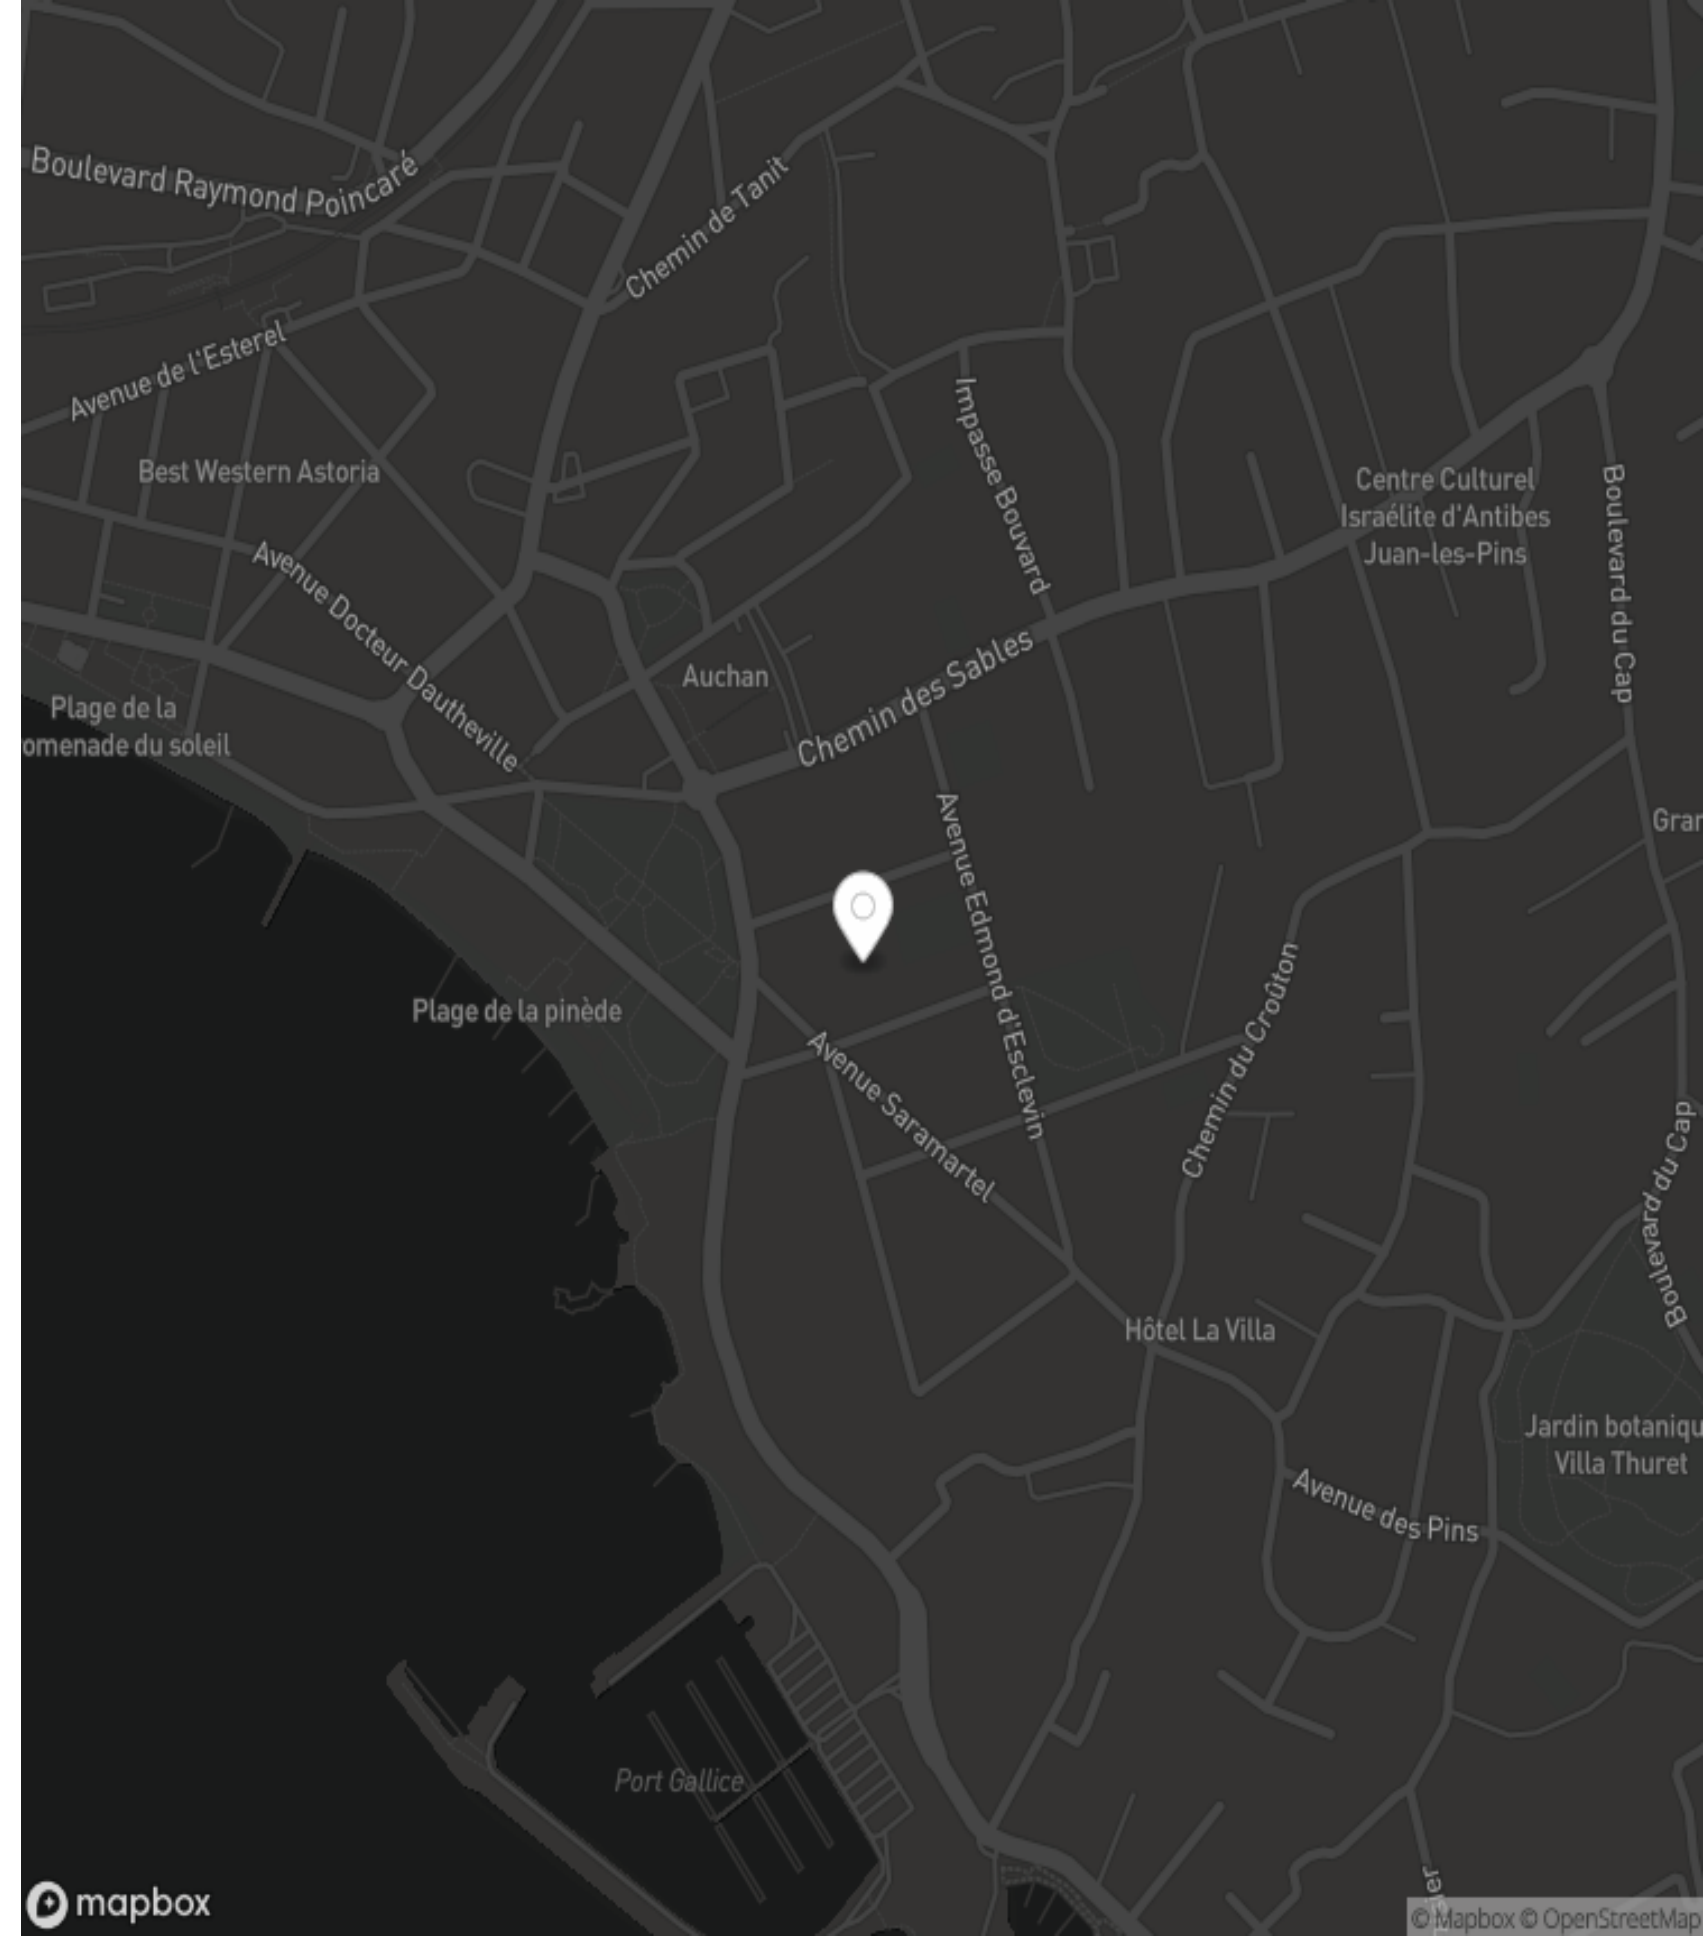 Boulevard Raymond Poincaré
Chemin de Tanit
Avenue de l'Esterel
Best Western Astoria
Impasse Bouvard
Centre Culturel
Israélite d'Antibes
Juan-les-Pins
Boulevard du Cap
Avenue Docteur Dautheville
Auchan
Chemin des Sables
Plage de la
omenade du soleil
Avenue Edmond d'Esclevin
Gran
Plage de la pinède
Chemin du Croûton
Avenue Saramartel
Boulevard du Cap
Hôtel La Villa
Jardin botaniqu
Villa Thuret
Avenue des Pins
Port Gallice
sier
mapbox
© Mapbox © OpenStreetMap